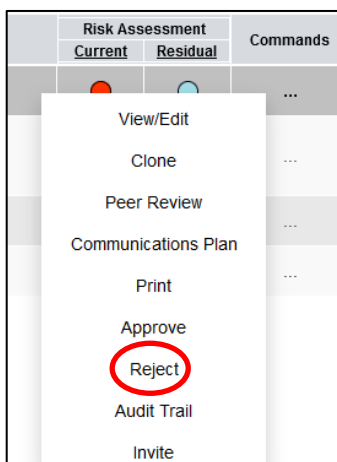 Risk Assessment
Commands
Current Residual
...
View/Edit
Clone
...
Peer Review
...
Communications Plan
...
Print
Approve
Reject
Audit Trail
Invite